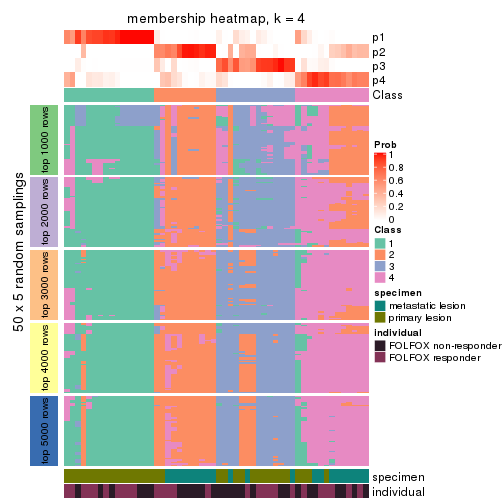 membership heatmap, k = 4
p1
p2
p3
p4
Class
50 x 5 random samplings
top 1000 rows
top 2000 rows
top 3000 rows
top 4000 rows
top 5000 rows
specimen
individual
Prob
1
0.8
0.6
0.4
0.2
0
Class
1
2
3
4
specimen
metastatic lesion
primary lesion
individual
FOLFOX non-responder
FOLFOX responder